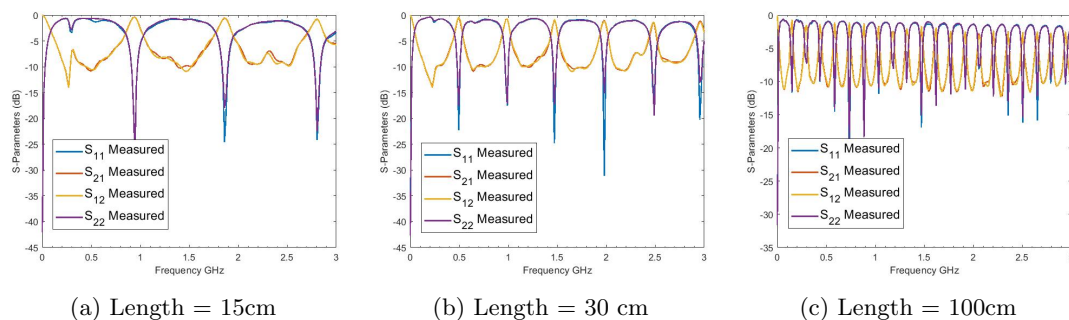 0
-5
-10
-15
-20
-25
-30
-35
-40
-45
S-Parameters (dB)
S11 Measured
S21 Measured
S12 Measured
S22 Measured
0 0.5 1 1.5 2 2.5 3
Frequency GHz
(a) Length = 15cm
0
-5
-10
-15
-20
-25
-30
-35
-40
-45
S-Parameters (dB)
S11 Measured
S21 Measured
S12 Measured
S22 Measured
0 0.5 1 1.5 2 2.5 3
Frequency GHz
(b) Length = 30 cm
0
-5
-10
-15
-20
-25
-30
-35
S-Parameters (dB)
S11 Measured
S21 Measured
S12 Measured
S22 Measured
0 0.5 1 1.5 2 2.5
Frequency GHz
(c) Length = 100cm